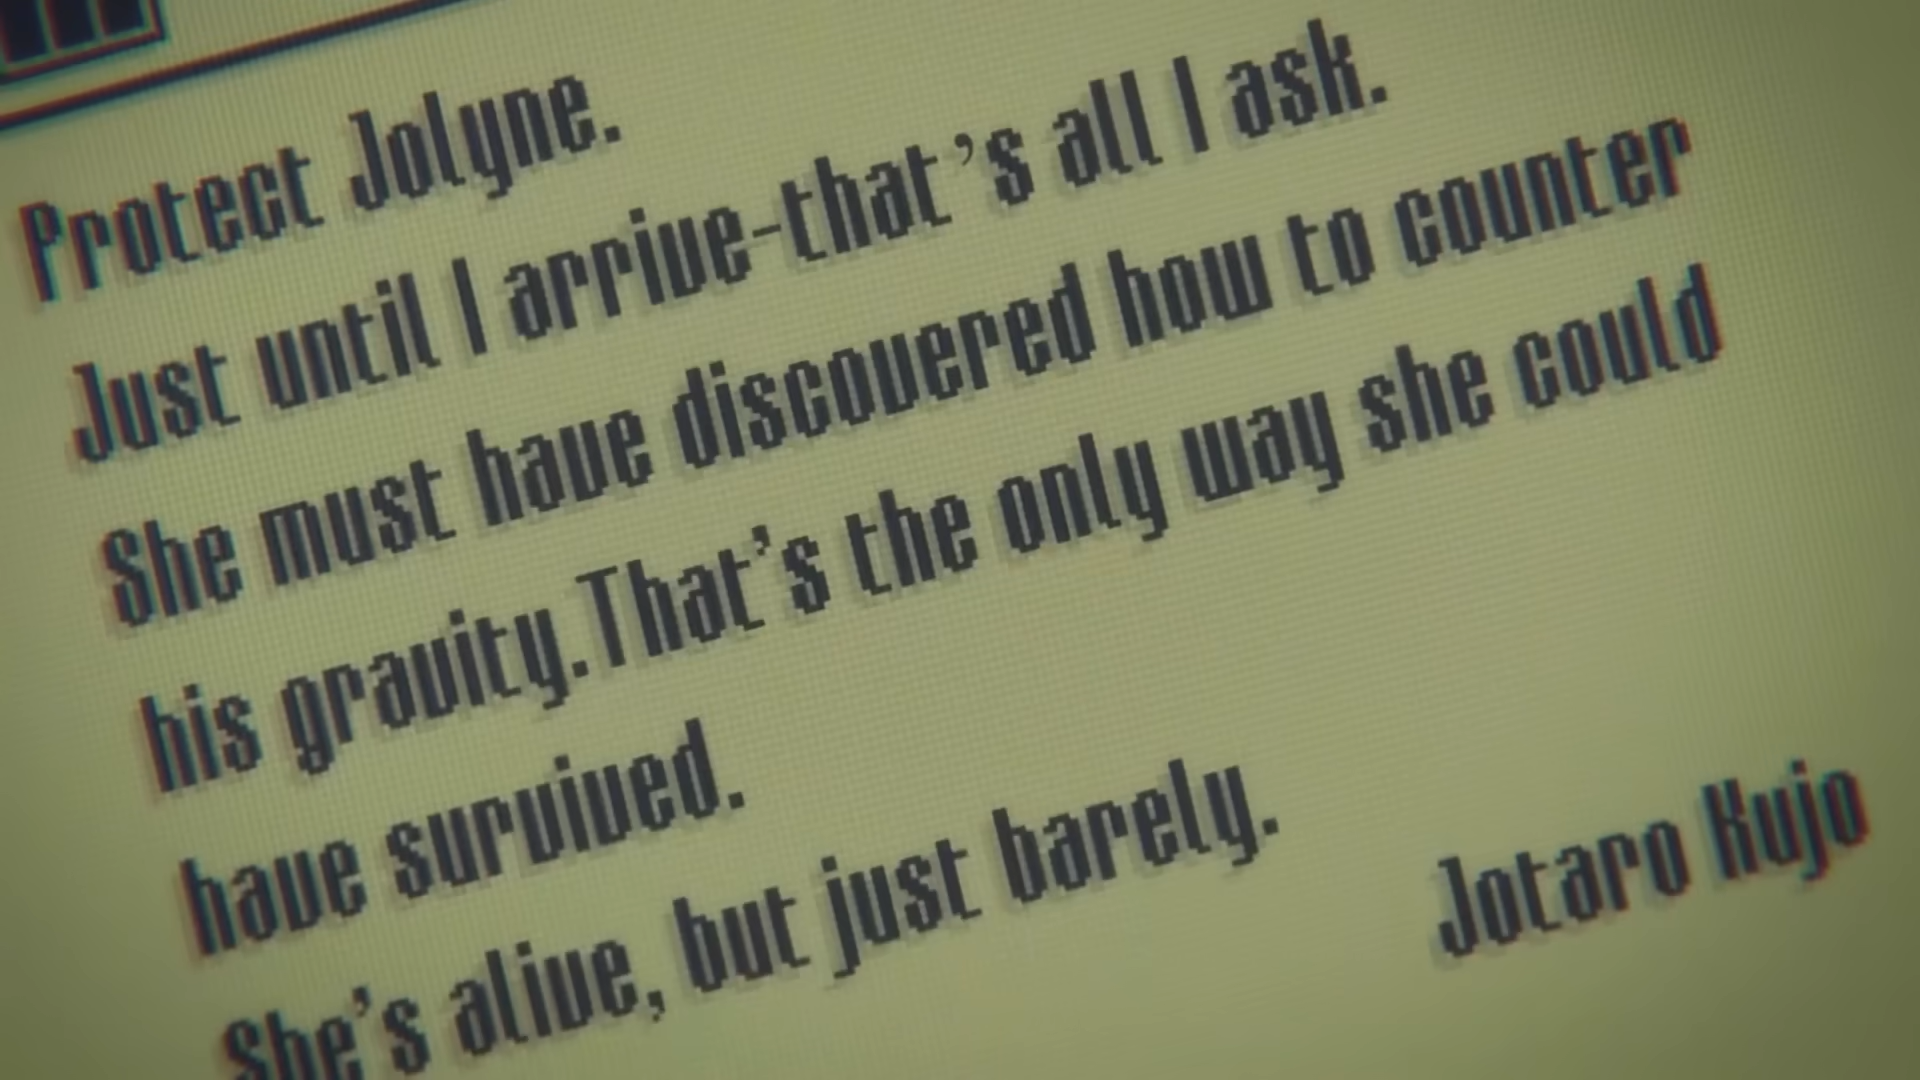 Protect Jolyne.
Just until I arrive-that's all I ask.
She must have discovered how to counter
his gravity.That's the only way she could
have survived.
She's alive, but just barely.
Jotaro Kujo